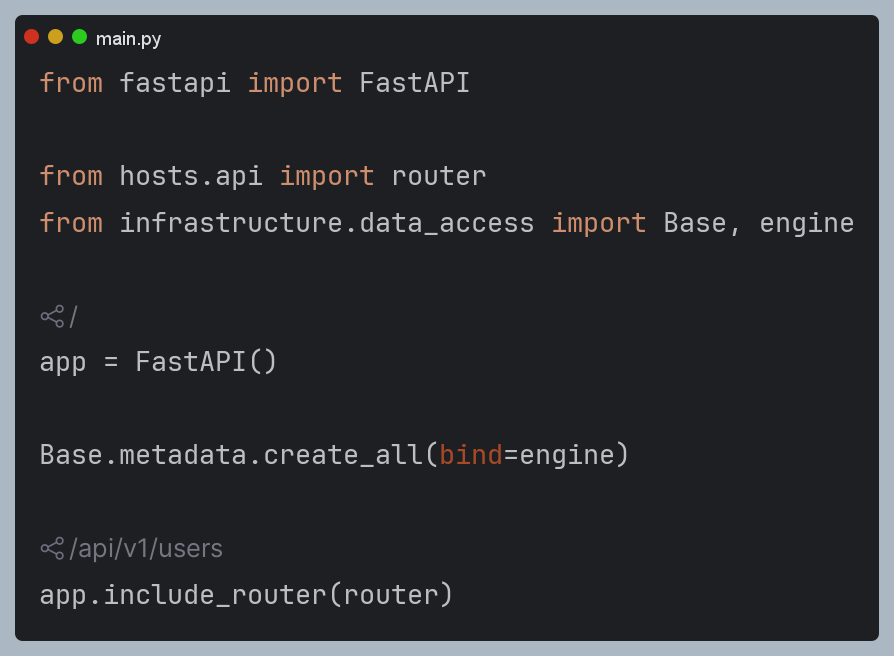 main.py
from fastapi import FastAPI
from hosts.api import router
from infrastructure.data_access import Base, engine
/
app = FastAPI()
Base.metadata.create_all(bind=engine)
/api/v1/users
app.include_router(router)